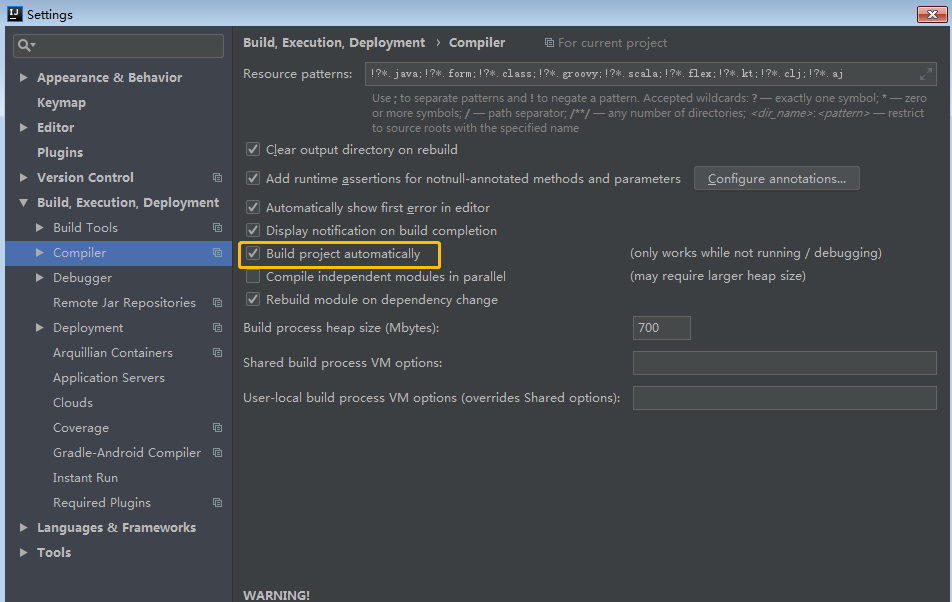 Settings
Build, Execution, Deployment › Compiler For current project
Appearance & Behavior
Keymap
Editor
Plugins
Version Control
Build, Execution, Deployment
Build Tools
Compiler
Debugger
Remote Jar Repositories
Deployment
Arquillian Containers
Application Servers
Clouds
Coverage
Gradle-Android Compiler
Instant Run
Required Plugins
Languages & Frameworks
Tools
Resource patterns: !?*.java;!?*.form;!?*.class;!?*.groovy;!?*.scala;!?*.flex;!?*.kt;!?*.clj;!?*.aj
Use ; to separate patterns and ! to negate a pattern. Accepted wildcards: ? — exactly one symbol; * — zero
or more symbols; / — path separator; /**/ — any number of directories; <dir_name>:<pattern> — restrict
to source roots with the specified name
Clear output directory on rebuild
Add runtime assertions for notnull-annotated methods and parameters Configure annotations...
Automatically show first error in editor
Display notification on build completion
Build project automatically (only works while not running / debugging)
Compile independent modules in parallel (may require larger heap size)
Rebuild module on dependency change
Build process heap size (Mbytes): 700
Shared build process VM options:
User-local build process VM options (overrides Shared options):
WARNING!